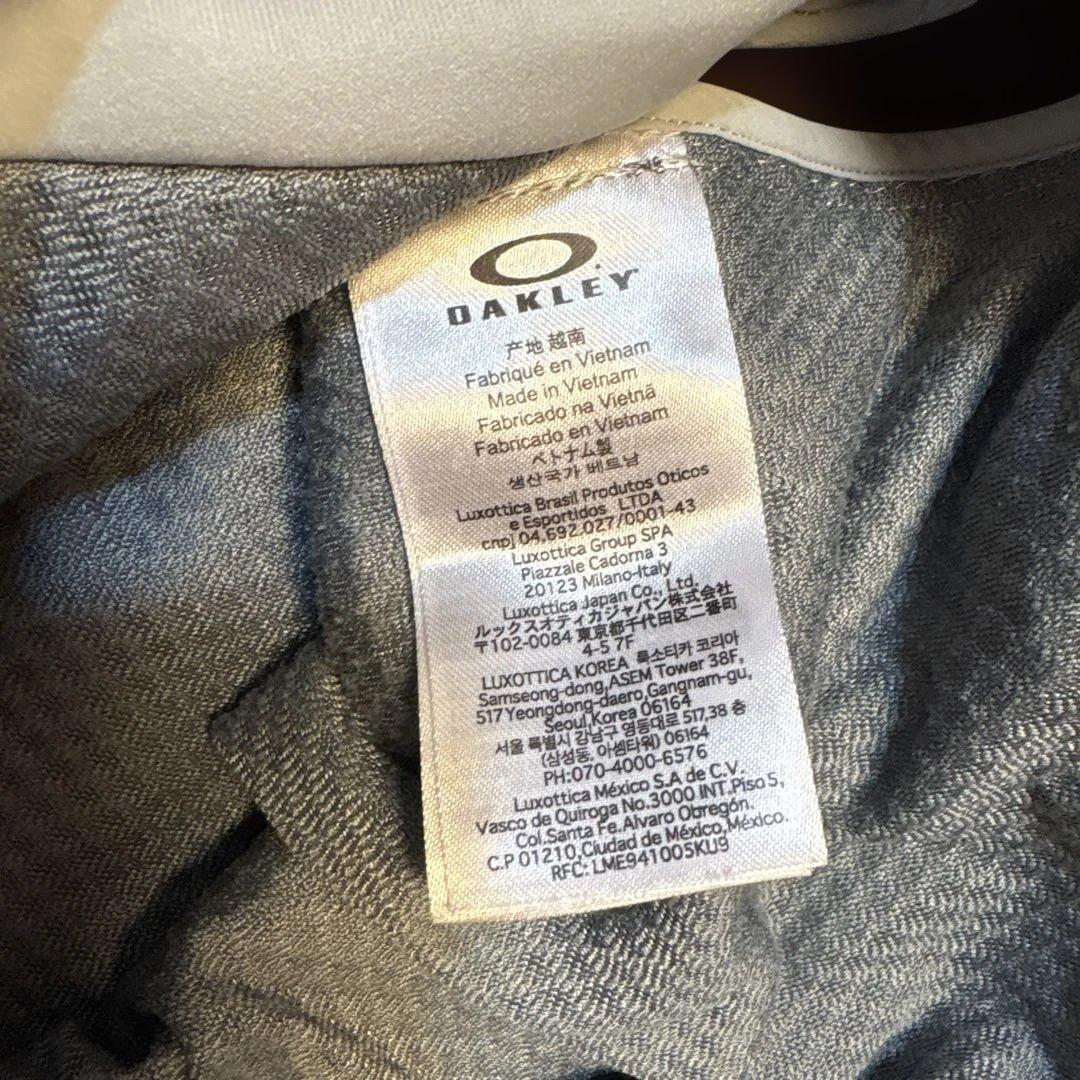 OAKLEY
产地 越南
Fabriqué en Vietnam
Made in Vietnam
Fabricado na Vietnã
Fabricado en Vietnam
ベトナム製
생산국가 베트남
Luxottica Brasil Produtos Oticos
e Esportidos LTDA
cnpj 04.692.027/0001-43
Luxottica Group SPA
Piazzale Cadorna 3
20123 Milano-Italy
Luxottica Japan Co., Ltd.
ルックスオティカジャパン株式会社
〒102-0084 東京都千代田区二番町
4-5 7F
LUXOTTICA KOREA 룩소티카 코리아
Samseong-dong,ASEM Tower 38F,
517 Yeongdong-daero,Gangnam-gu,
Seoul,Korea 06164
서울 특별시 강남구 영동대로 517,38 층
(삼성동, 아셈타워) 06164
PH:070-4000-6576
Luxottica México S.A de C.V.
Vasco de Quiroga No.3000 INT.Piso 5,
Col.Santa Fe.Alvaro Obregón.
C.P 01210,Ciudad de México,México.
RFC: LME941005KU9